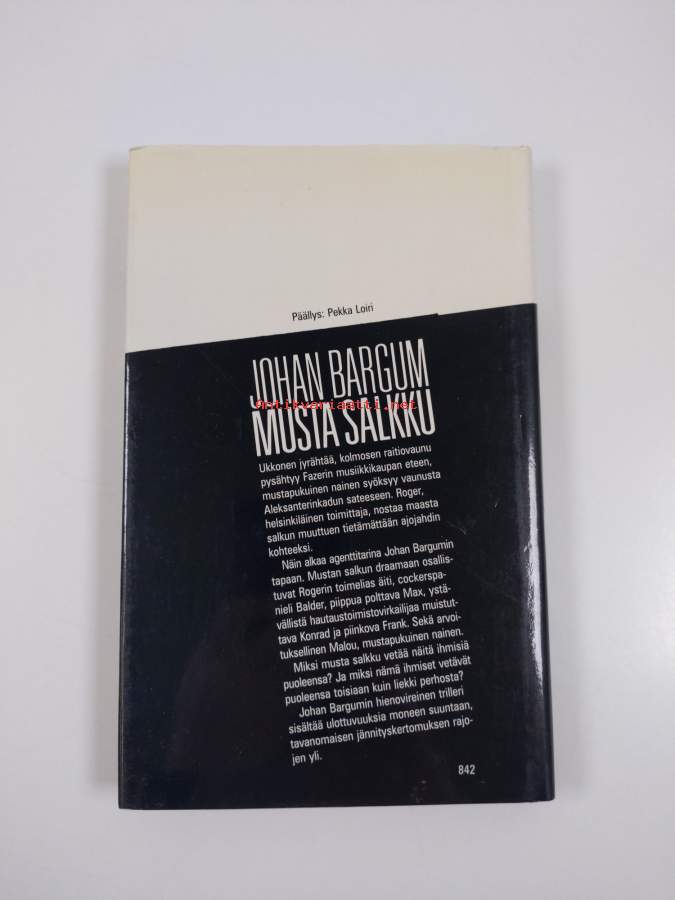 Päällys: Pekka Loiri
JOHAN BARGUM
Antikvariaatti.net
MUSTA SALKKU
Ukkonen jyrähtää, kolmosen raitiovaunu
pysähtyy Fazerin musiikkikaupan eteen,
mustapukuinen nainen syöksyy vaunusta
Aleksanterinkadun sateeseen. Roger,
helsinkiläinen toimittaja, nostaa maasta
salkun muuttuen tietämättään ajojahdin
kohteeksi.
Näin alkaa agenttitarina Johan Bargumin
tapaan. Mustan salkun draamaan osallis-
tuvat Rogerin toimelias äiti, cockerspa-
nieli Balder, piippua polttava Max, ystä-
vällistä hautaustoimistovirkailijaa muistut-
tava Konrad ja piinkova Frank. Sekä arvoi-
tuksellinen Malou, mustapukuinen nainen.
Miksi musta salkku vetää näitä ihmisiä
puoleensa? Ja miksi nämä ihmiset vetävät
puoleensa toisiaan kuin liekki perhosta?
Johan Bargumin hienovireinen trilleri
sisältää ulottuvuuksia moneen suuntaan,
tavanomaisen jännityskertomuksen rajo-
jen yli.
842